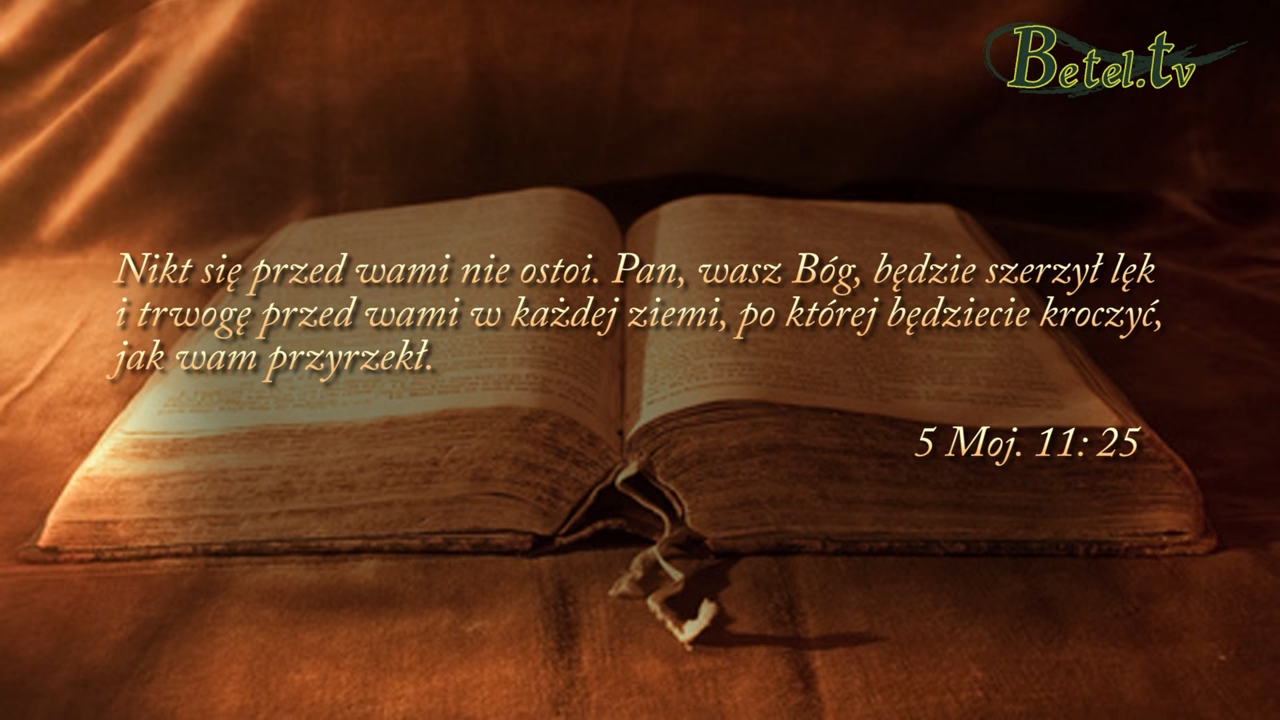 Betel.tv
Nikt się przed wami nie ostoi. Pan, wasz Bóg, będzie szerzył lęk
i trwogę przed wami w każdej ziemi, po której będziecie kroczyć,
jak wam przyrzekł.
5 Moj. 11: 25